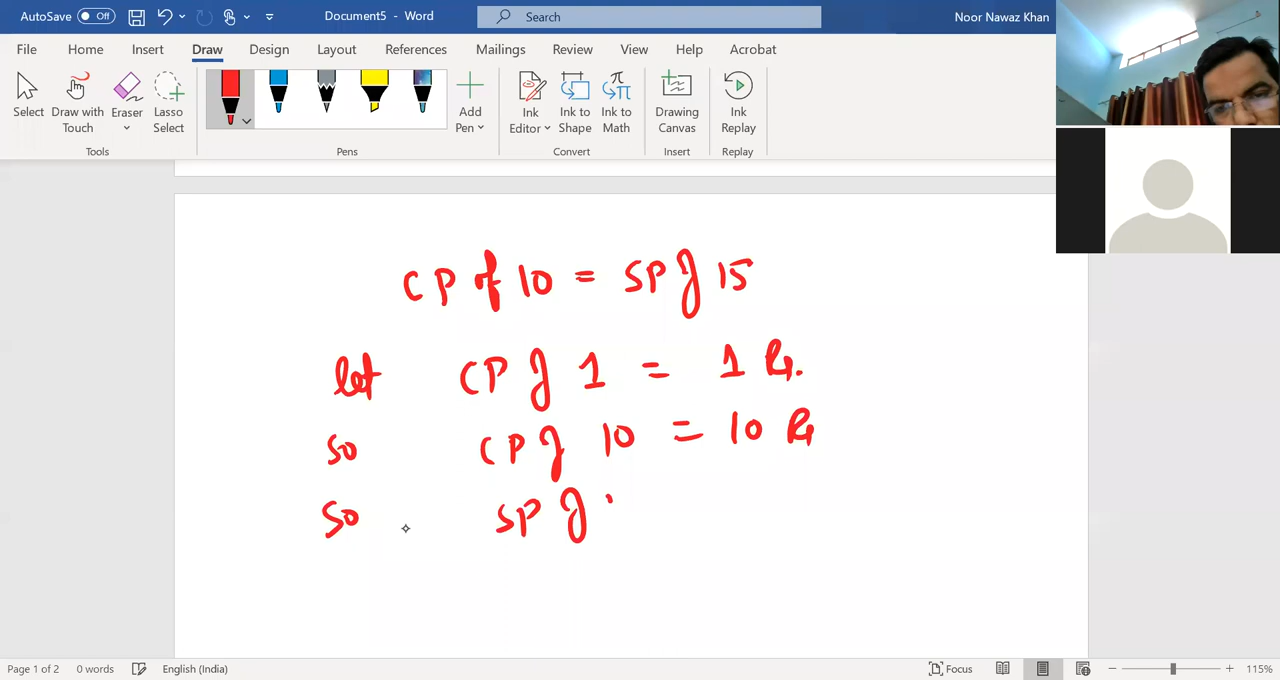 AutoSave Off Document5 - Word Search Noor Nawaz Khan
File Home Insert Draw Design Layout References Mailings Review View Help Acrobat
Select Draw with Touch Eraser Lasso Select Add Pen Ink Editor Ink to Shape Ink to Math Drawing Canvas Ink Replay
Tools Pens Convert Insert Replay
CP of 10 = SP of 15
let CP of 1 = 1 Rs.
so CP of 10 = 10 Rs
So SP of
Page 1 of 2 0 words English (India) Focus 115%